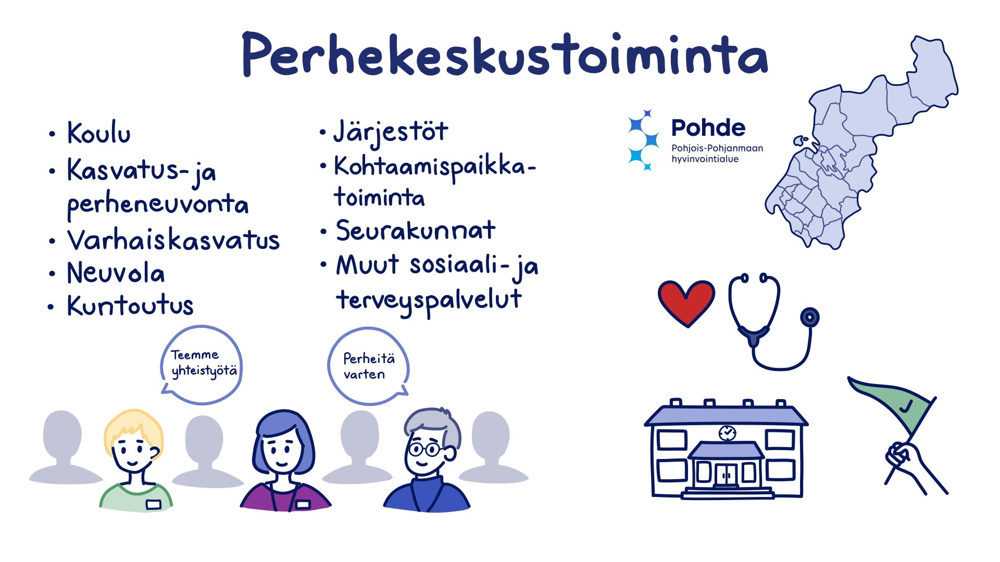 Perhekeskustoiminta
• Koulu
• Kasvatus- ja
perheneuvonta
• Varhaiskasvatus
• Neuvola
• Kuntoutus
• Järjestöt
• Kohtaamispaikka-
toiminta
• Seurakunnat
• Muut sosiaali- ja
terveyspalvelut
Pohde
Pohjois-Pohjanmaan
hyvinvointialue
Teemme
yhteistyötä
Perheitä
varten